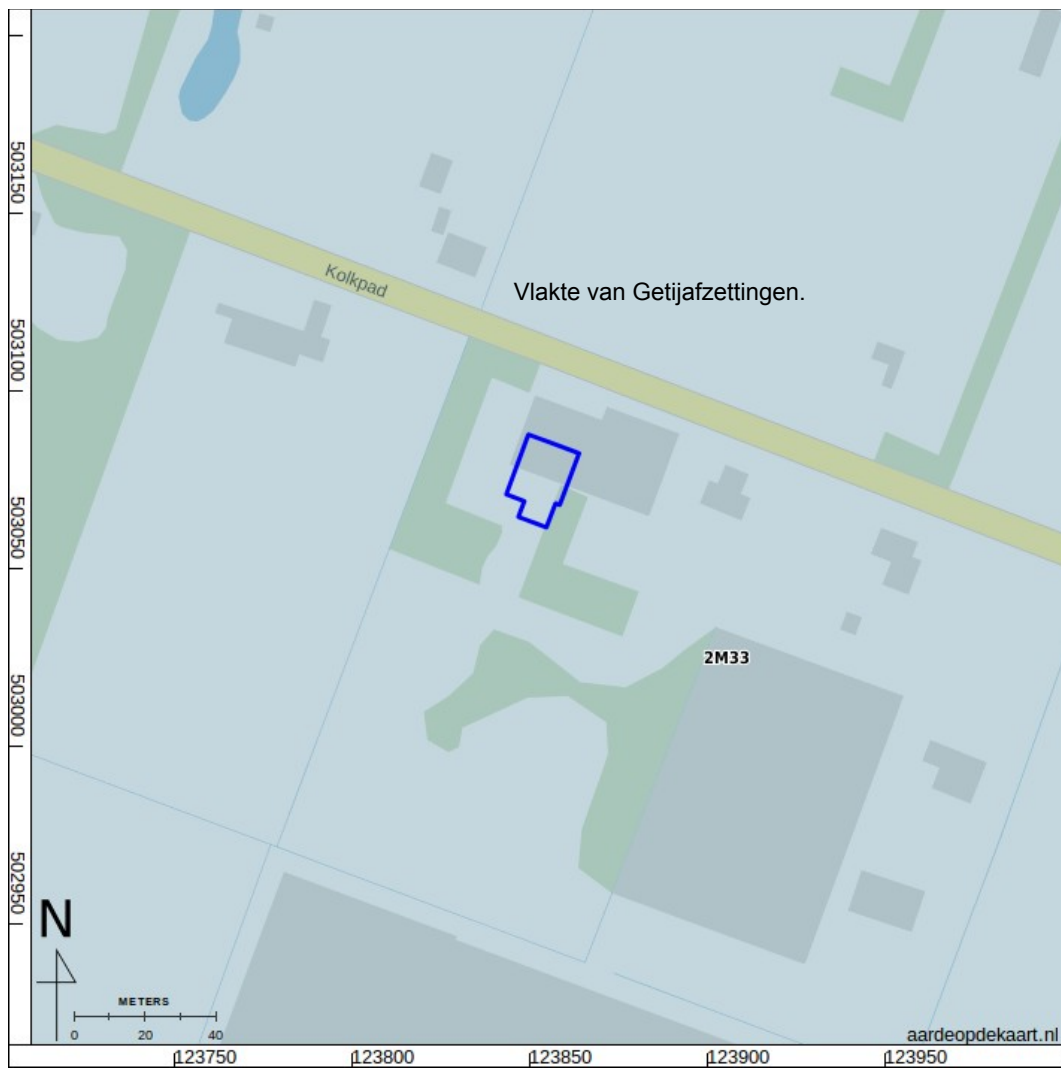 503150
Kolkpad
Vlakte van Getijafzettingen.
503100
503050
2M33
503000
502950
N
METERS
0 20 40
aardeopdekaart.nl
123750 123800 123850 123900 123950